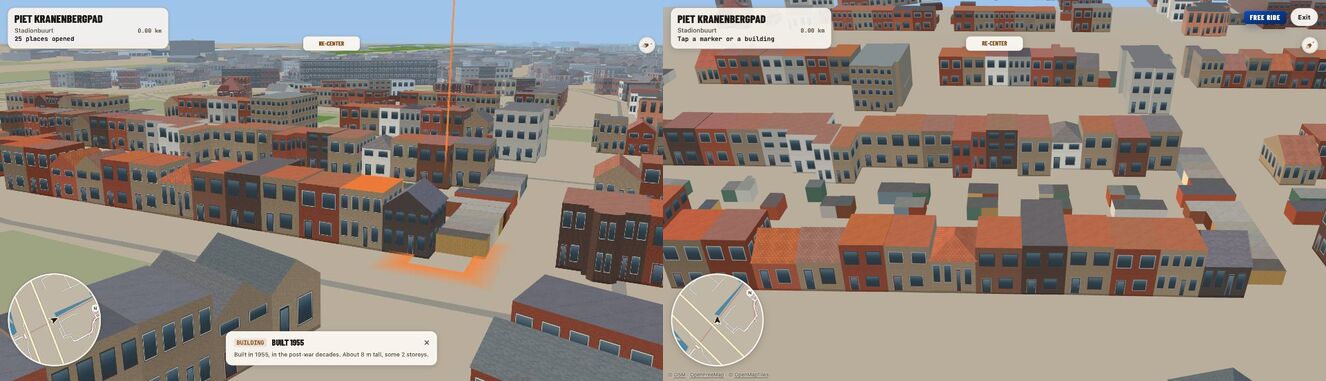 PIET KRANENBERGPAD
Stadionbuurt 0.00 km
25 places opened
RE-CENTER
BUILDING BUILT 1955 ×
Built in 1955, in the post-war decades. About 8 m tall, some 2 storeys.
N
PIET KRANENBERGPAD
Stadionbuurt 0.00 km
Tap a marker or a building
RE-CENTER
FREE RIDE
Exit
N
© OSM · OpenFreeMap · © OpenMapTiles